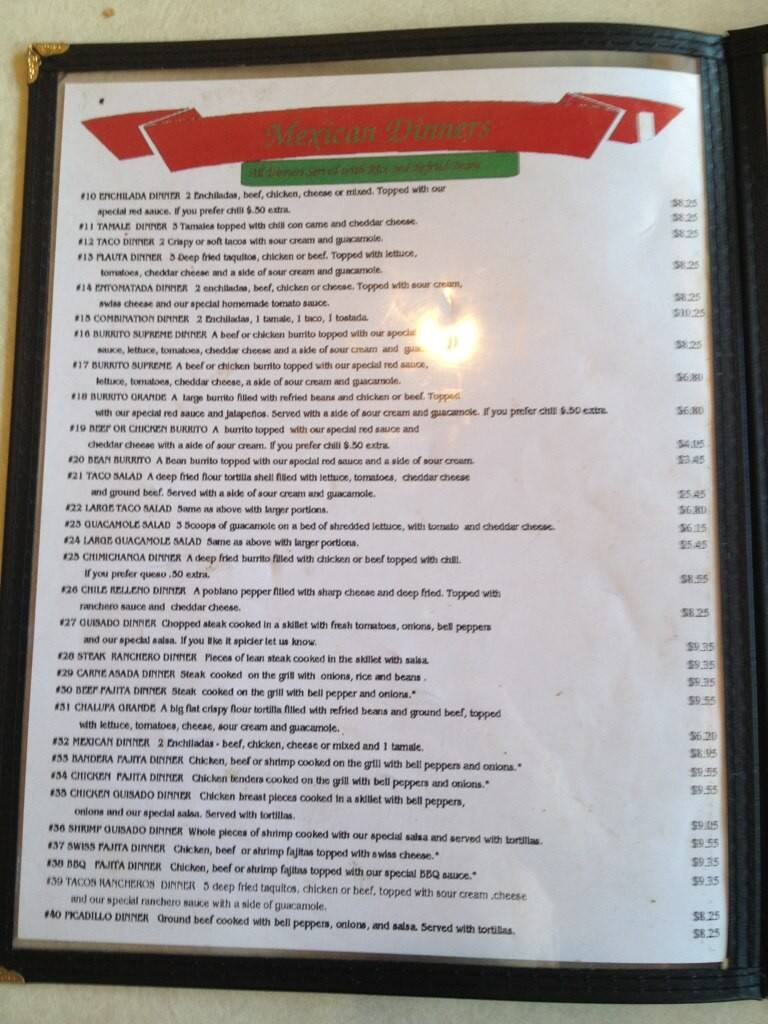 Mexican Dinners
All Dinners Served with Rice and Refried Beans
#10 ENCHILADA DINNER 2 Enchiladas, beef, chicken, cheese or mixed. Topped with our
special red sauce. If you prefer chili $.50 extra. $8.25
#11 TAMALE DINNER 3 Tamales topped with chili con carne and cheddar cheese. $8.25
#12 TACO DINNER 2 Crispy or soft tacos with sour cream and guacamole. $8.25
#13 FLAUTA DINNER 3 Deep fried taquitos, chicken or beef. Topped with lettuce,
tomatoes, cheddar cheese and a side of sour cream and guacamole. $8.25
#14 ENTOMATADA DINNER 2 enchiladas, beef, chicken or cheese. Topped with sour cream,
swiss cheese and our special homemade tomato sauce. $8.25
#15 COMBINATION DINNER 2 Enchiladas, 1 tamale, 1 taco, 1 tostada. $10.25
#16 BURRITO SUPREME DINNER A beef or chicken burrito topped with our special
sauce, lettuce, tomatoes, cheddar cheese and a side of sour cream and $8.25
#17 BURRITO SUPREME A beef or chicken burrito topped with our special red sauce,
lettuce, tomatoes, cheddar cheese, a side of sour cream and guacamole. $6.80
#18 BURRITO GRANDE A large burrito filled with refried beans and chicken or beef. Topped
with our special red sauce and jalapeños. Served with a side of sour cream and guacamole. If you prefer chili $.50 extra. $6.80
#19 BEEF OR CHICKEN BURRITO A burrito topped with our special red sauce and
cheddar cheese with a side of sour cream. If you prefer chili $.50 extra. $4.05
#20 BEAN BURRITO A Bean burrito topped with our special red sauce and a side of sour cream. $3.45
#21 TACO SALAD A deep fried flour tortilla shell filled with lettuce, tomatoes, cheddar cheese
and ground beef. Served with a side of sour cream and guacamole. $5.45
#22 LARGE TACO SALAD Same as above with larger portions. $6.80
#23 GUACAMOLE SALAD 3 Scoops of guacamole on a bed of shredded lettuce, with tomato and cheddar cheese. $6.15
#24 LARGE GUACAMOLE SALAD Same as above with larger portions. $5.45
#25 CHIMICHANGA DINNER A deep fried burrito filled with chicken or beef topped with chili.
If you prefer queso .50 extra. $8.55
#26 CHILE RELLENO DINNER A poblano pepper filled with sharp cheese and deep fried. Topped with
ranchero sauce and cheddar cheese. $8.25
#27 GUISADO DINNER Chopped steak cooked in a skillet with fresh tomatoes, onions, bell peppers
and our special salsa. If you like it spicier let us know. $9.35
#28 STEAK RANCHERO DINNER Pieces of lean steak cooked in the skillet with salsa. $9.35
#29 CARNE ASADA DINNER Steak cooked on the grill with onions, rice and beans . $9.35
#30 BEEF FAJITA DINNER Steak cooked on the grill with bell pepper and onions.* $9.55
#31 CHALUPA GRANDE A big flat crispy flour tortilla filled with refried beans and ground beef, topped
with lettuce, tomatoes, cheese, sour cream and guacamole. $6.20
#32 MEXICAN DINNER 2 Enchiladas - beef, chicken, cheese or mixed and 1 tamale. $8.95
#33 BANDERA FAJITA DINNER Chicken, beef or shrimp cooked on the grill with bell peppers and onions.* $9.55
#34 CHICKEN FAJITA DINNER Chicken tenders cooked on the grill with bell peppers and onions.* $9.55
#35 CHICKEN GUISADO DINNER Chicken breast pieces cooked in a skillet with bell peppers,
onions and our special salsa. Served with tortillas. $9.05
#36 SHRIMP GUISADO DINNER Whole pieces of shrimp cooked with our special salsa and served with tortillas. $9.55
#37 SWISS FAJITA DINNER Chicken, beef or shrimp fajitas topped with swiss cheese.* $9.35
#38 BBQ FAJITA DINNER Chicken, beef or shrimp fajitas topped with our special BBQ sauce.* $9.35
#39 TACOS RANCHEROS DINNER 3 deep fried taquitos, chicken or beef, topped with sour cream ,cheese
and our special ranchero sauce with a side of guacamole. $8.25
#40 PICADILLO DINNER Ground beef cooked with bell peppers, onions, and salsa. Served with tortillas. $8.25